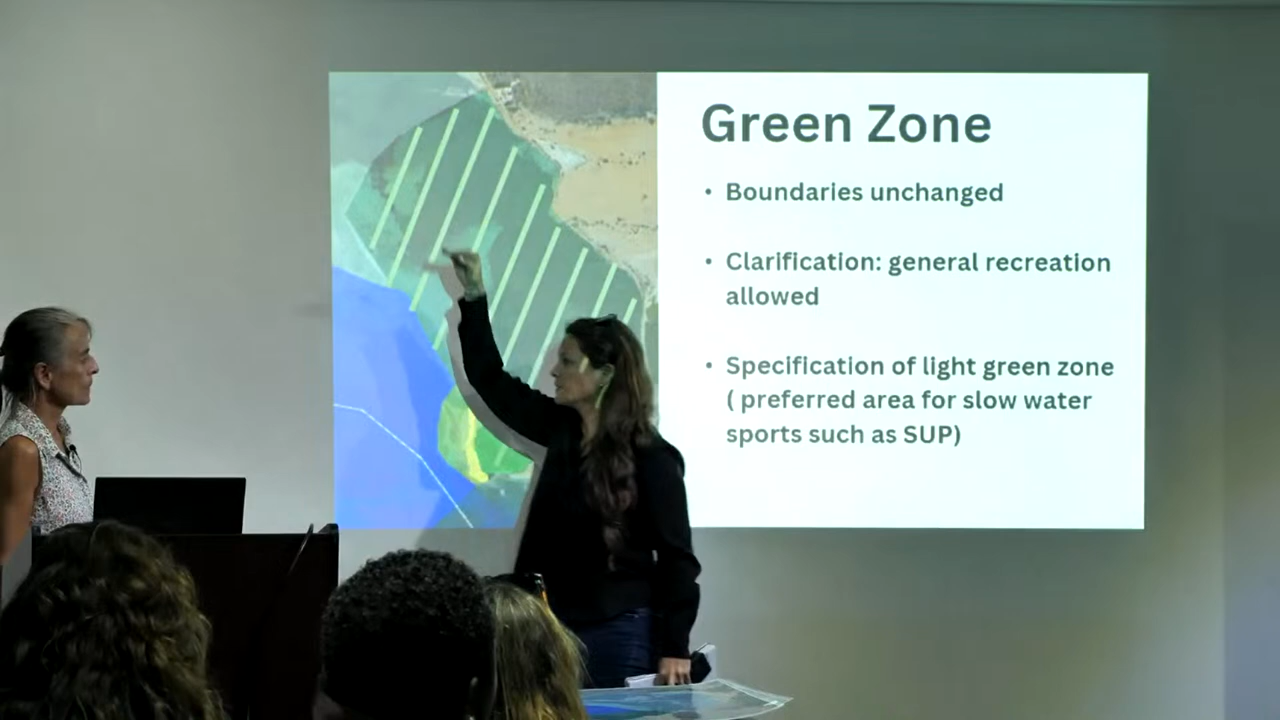 Green Zone
• Boundaries unchanged
• Clarification: general recreation
allowed
• Specification of light green zone
( preferred area for slow water
sports such as SUP)